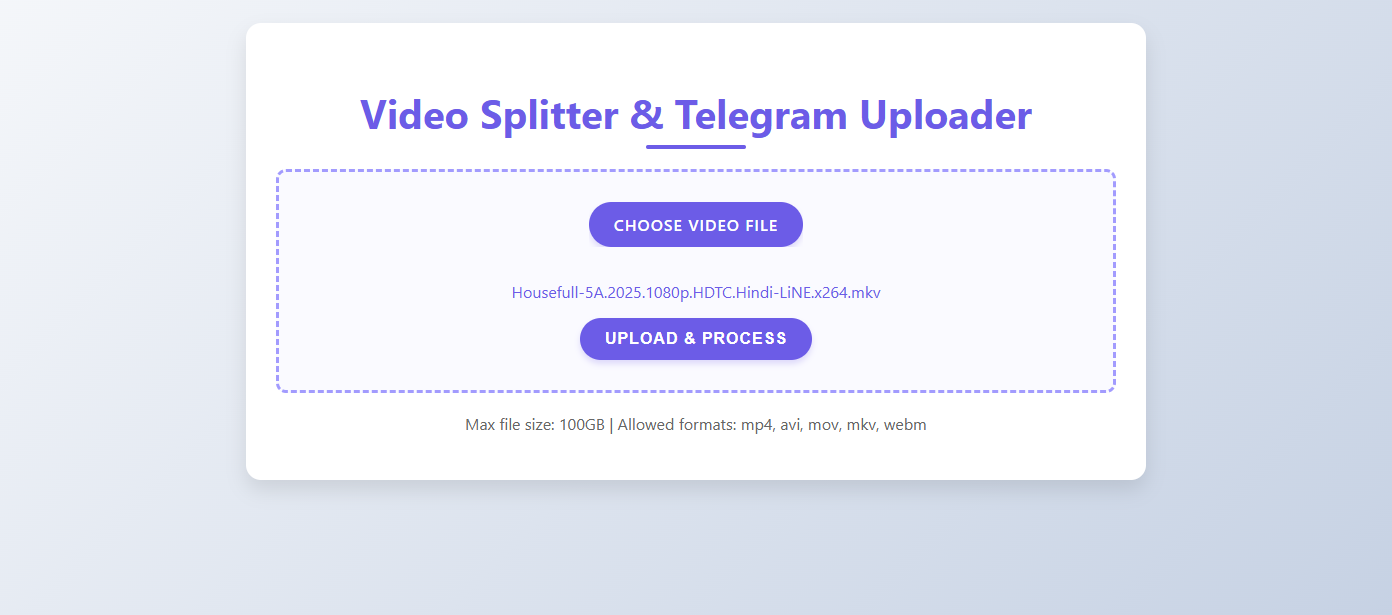 Video Splitter & Telegram Uploader
CHOOSE VIDEO FILE
Housefull-5A.2025.1080p.HDTC.Hindi-LiNE.x264.mkv
UPLOAD & PROCESS
Max file size: 100GB | Allowed formats: mp4, avi, mov, mkv, webm